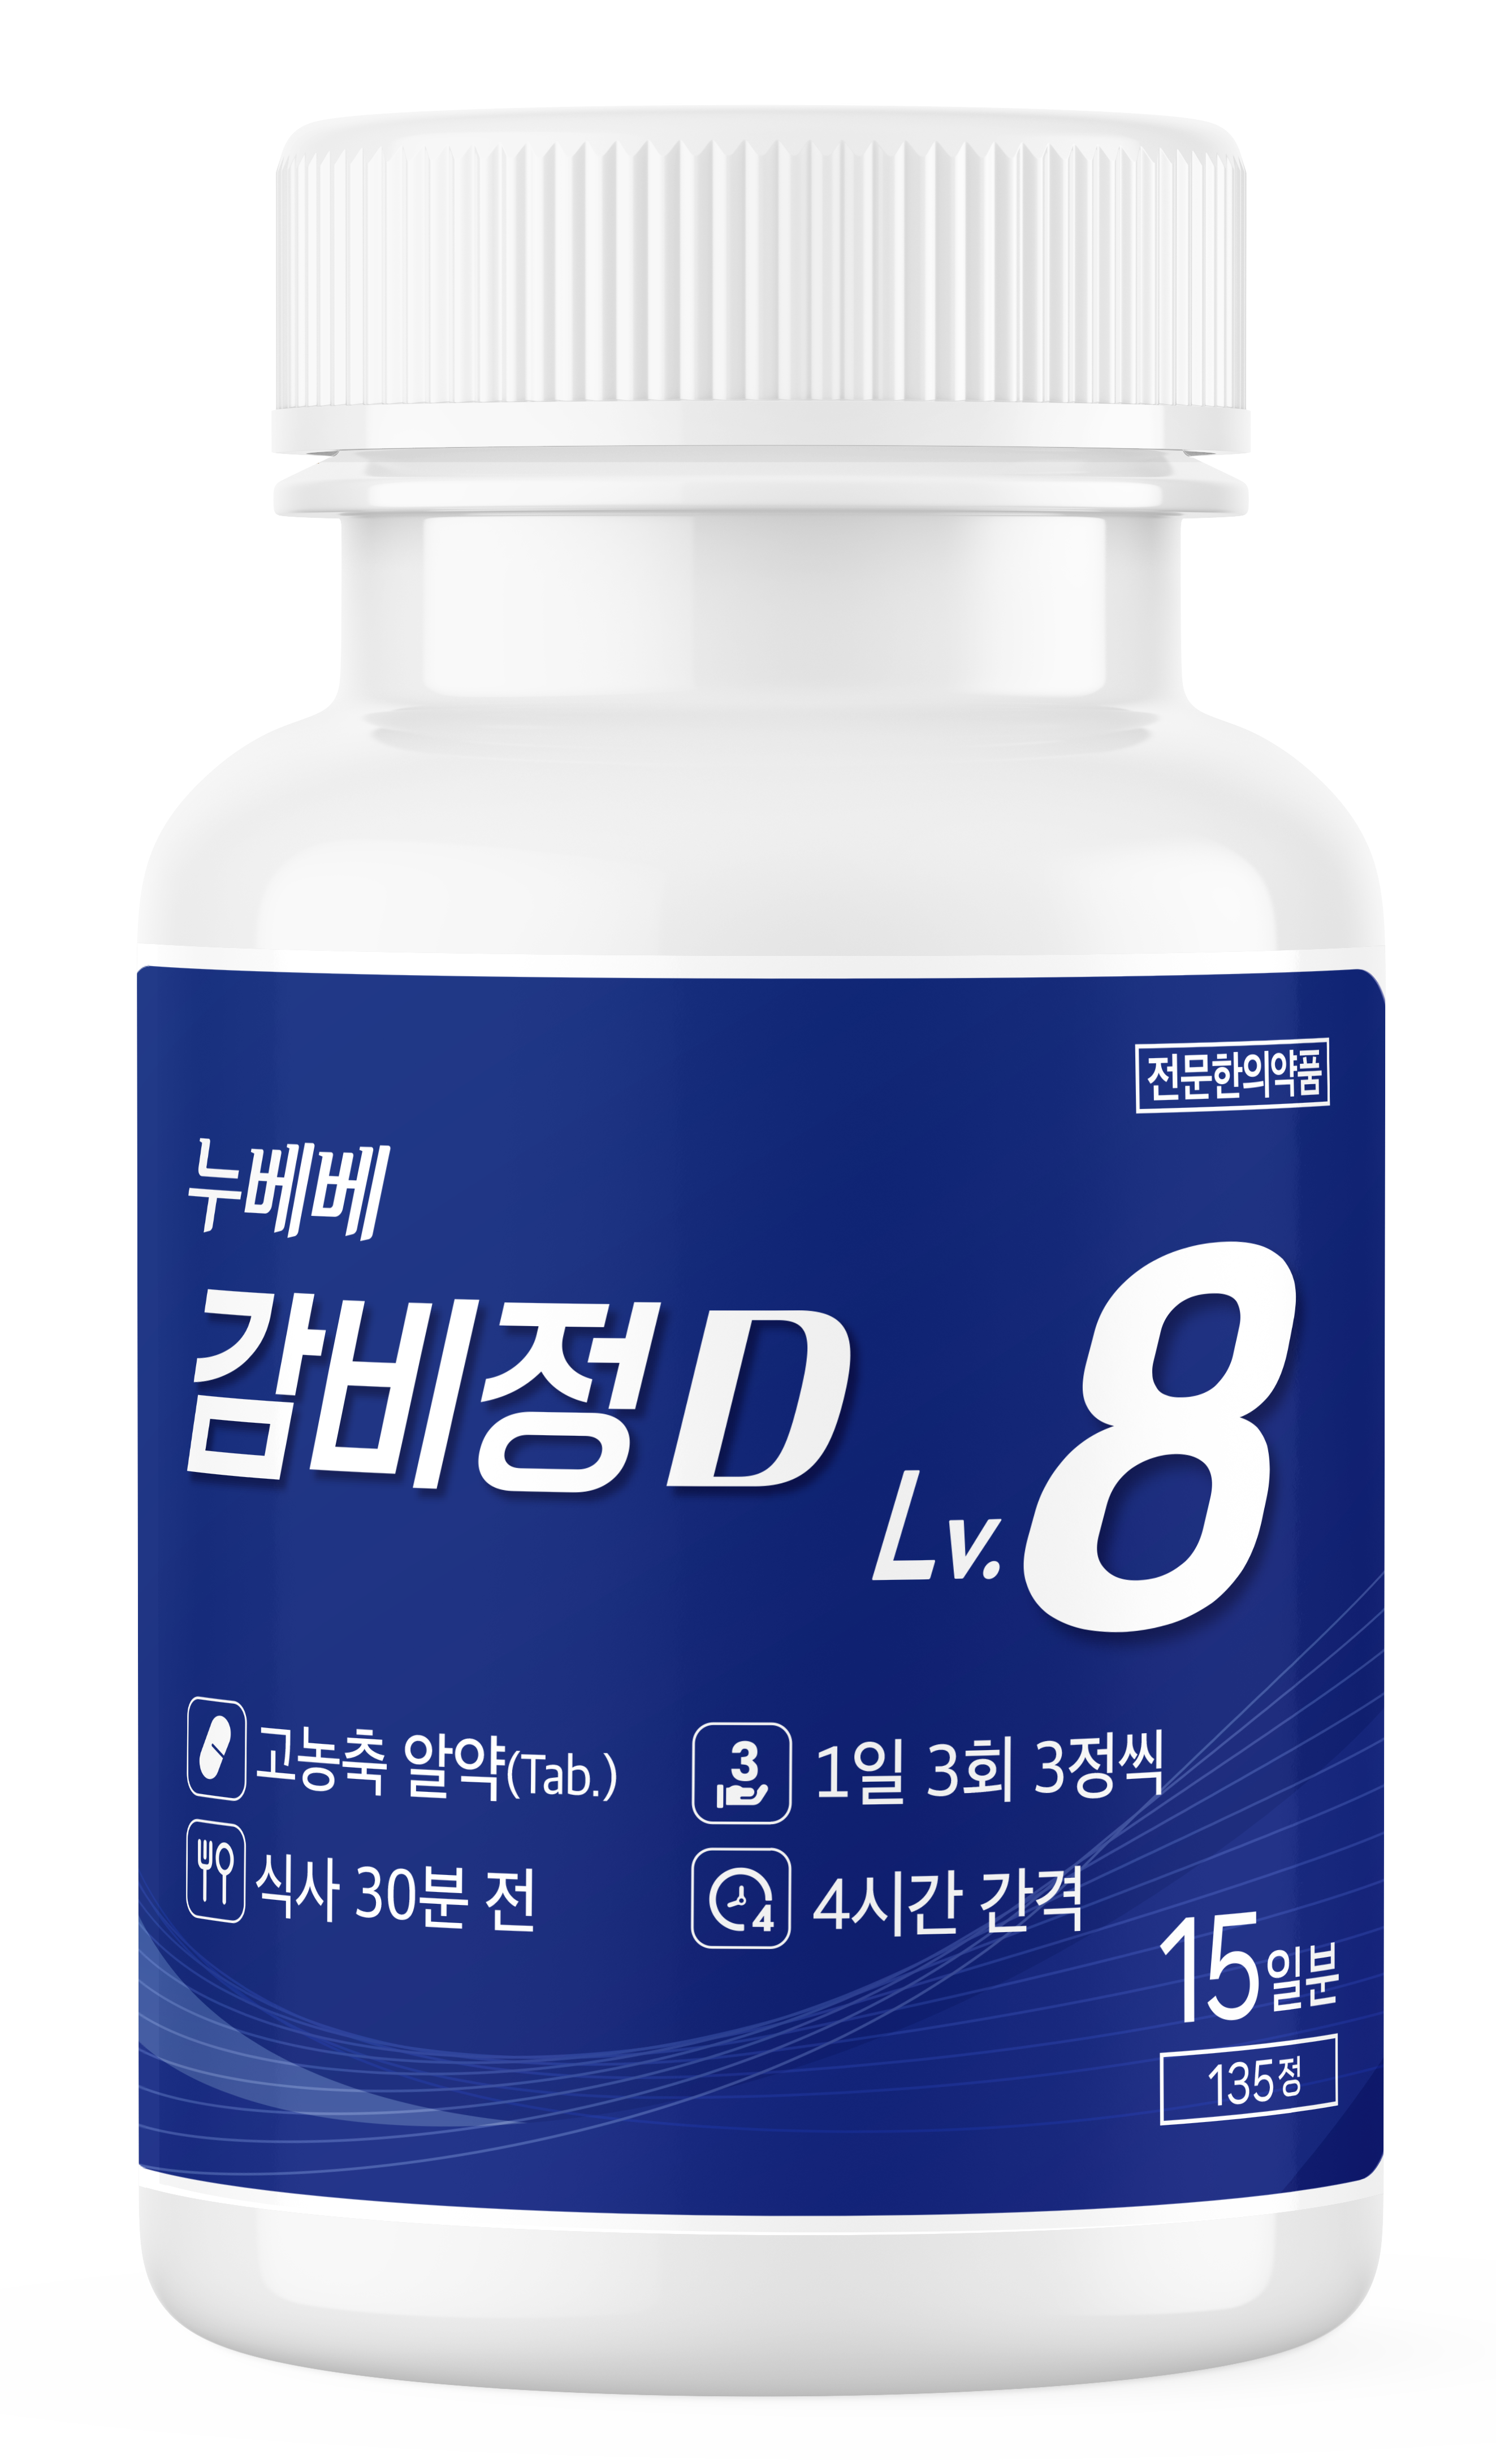 전문한의약품
누베베
감비정 D
Lv.8
고농축 알약(Tab.)
3
1일 3회 3정씩
식사 30분 전
4
4시간 간격
15일분
135정